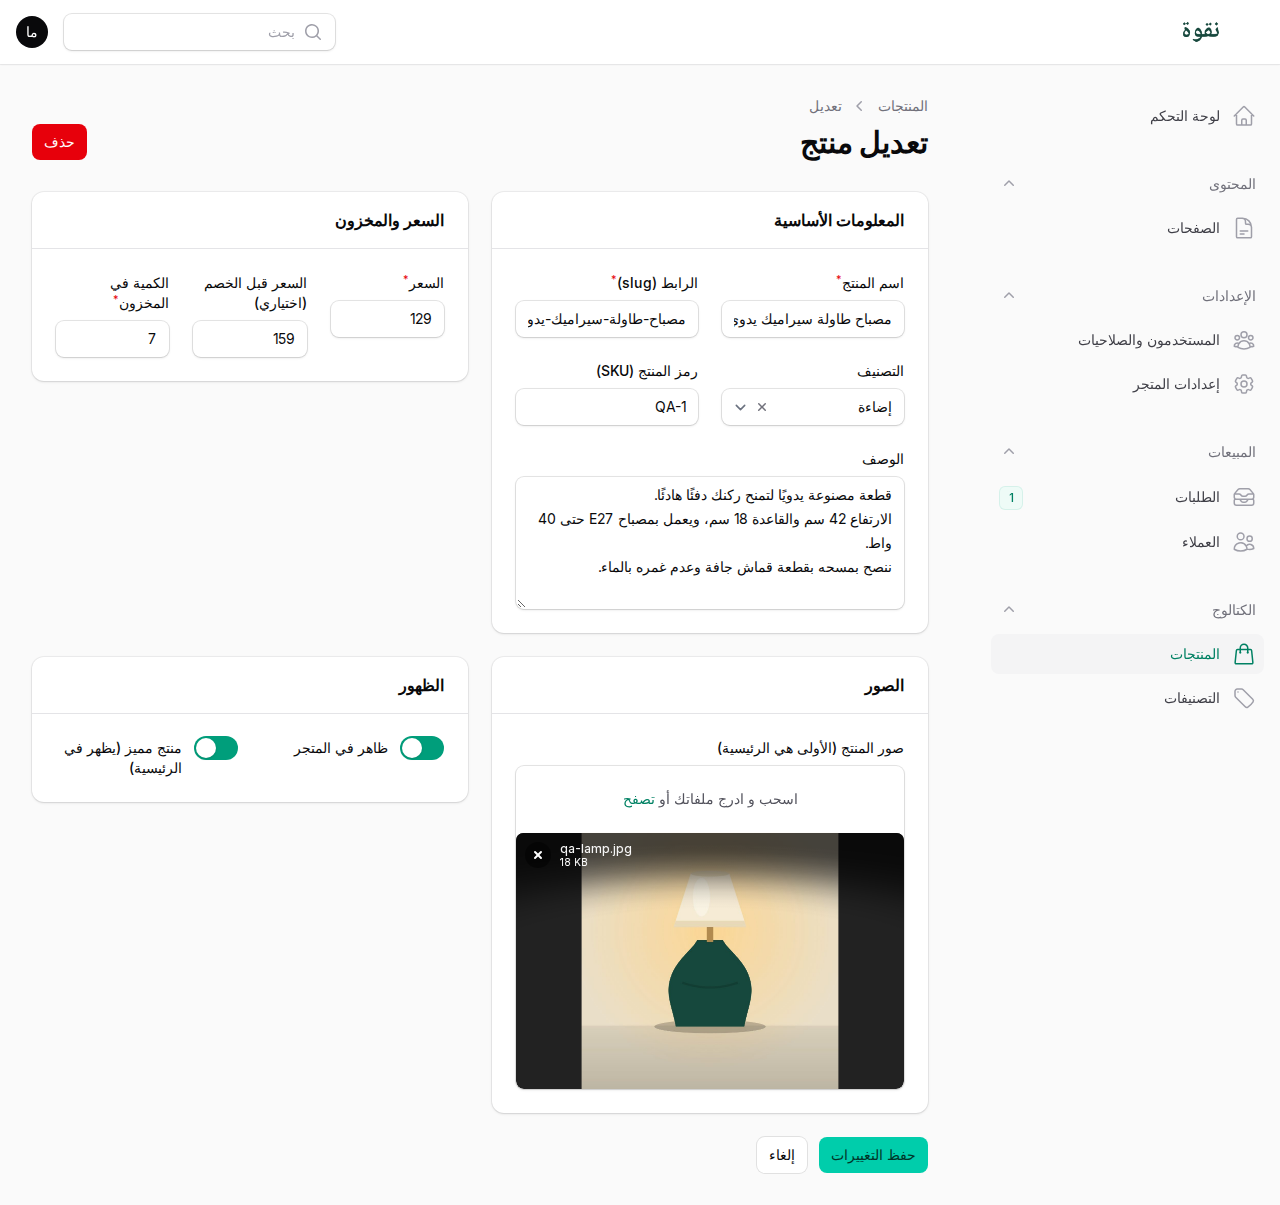 نقوة
بحث
ما
لوحة التحكم
المحتوى
الصفحات
الإعدادات
المستخدمون والصلاحيات
إعدادات المتجر
المبيعات
الطلبات
1
العملاء
الكتالوج
المنتجات
التصنيفات
المنتجات
تعديل
تعديل منتج
حذف
المعلومات الأساسية
اسم المنتج*
الرابط (slug)*
مصباح طاولة سيراميك يدوي
مصباح-طاولة-سيراميك-يدو
التصنيف
رمز المنتج (SKU)
إضاءة
QA-1
الوصف
قطعة مصنوعة يدويًا لتمنح ركنك دفئًا هادئًا.
الارتفاع 42 سم والقاعدة 18 سم، ويعمل بمصباح E27 حتى 40
واط.
ننصح بمسحه بقطعة قماش جافة وعدم غمره بالماء.
السعر والمخزون
السعر*
السعر قبل الخصم
(اختياري)
الكمية في
المخزون*
129
159
7
الصور
صور المنتج (الأولى هي الرئيسية)
اسحب و ادرج ملفاتك أو تصفح
qa-lamp.jpg
18 KB
الظهور
ظاهر في المتجر
منتج مميز (يظهر في
الرئيسية)
حفظ التغييرات
إلغاء